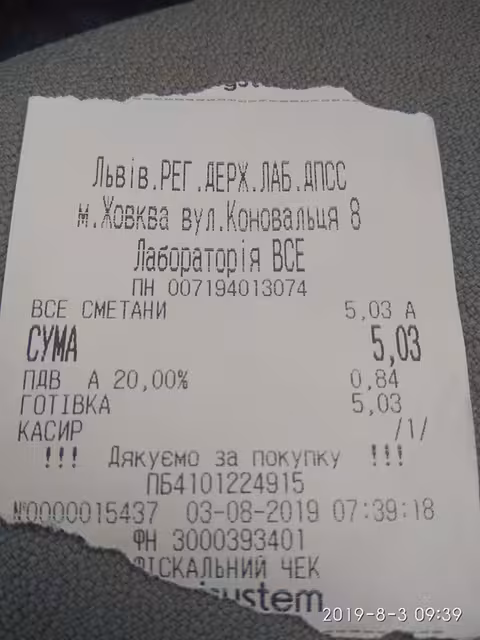 Львів.РЕГ.ДЕРЖ.ЛАБ.ДПСС
м.Жовква вул.Коновальця 8
Лабораторія ВСЕ
ПН 007194013074
ВСЕ СМЕТАНИ 5,03 А
СУМА 5,03
ПДВ А 20,00% 0,84
ГОТІВКА 5,03
КАСИР /1/
!!! Дякуємо за покупку !!!
ПБ4101224915
№0000015437 03-08-2019 07:39:18
ФН 3000393401
ФІСКАЛЬНИЙ ЧЕК
2019-8-3 09:39